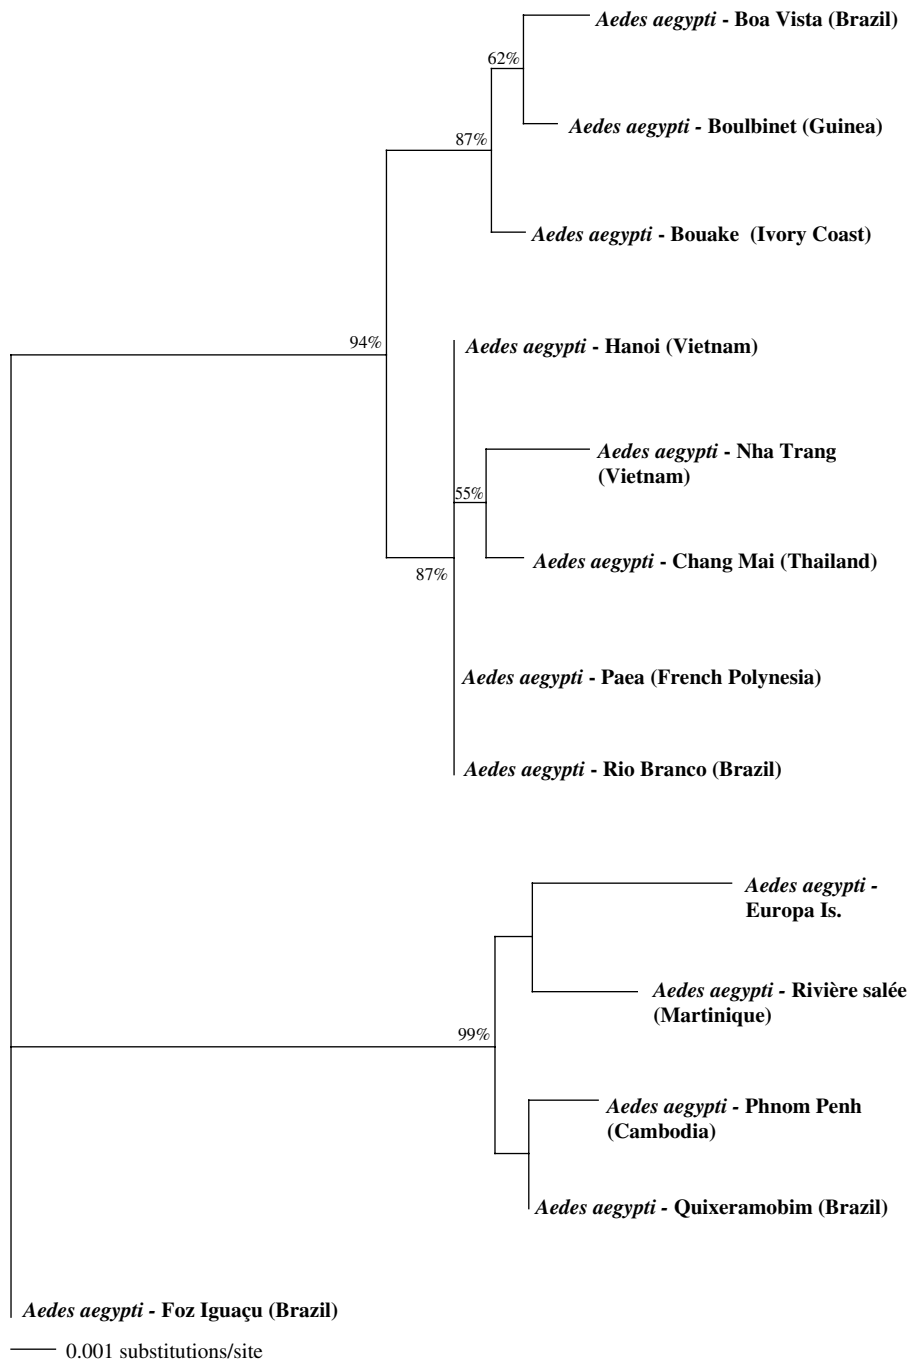 Aedes aegypti - Boa Vista (Brazil)
62%
Aedes aegypti - Boulbinet (Guinea)
87%
Aedes aegypti - Bouake (Ivory Coast)
94%
Aedes aegypti - Hanoi (Vietnam)
Aedes aegypti - Nha Trang
(Vietnam)
55%
Aedes aegypti - Chang Mai (Thailand)
87%
Aedes aegypti - Paea (French Polynesia)
Aedes aegypti - Rio Branco (Brazil)
Aedes aegypti -
Europa Is.
Aedes aegypti - Rivière salée
(Martinique)
99%
Aedes aegypti - Phnom Penh
(Cambodia)
Aedes aegypti - Quixeramobim (Brazil)
Aedes aegypti - Foz Iguaçu (Brazil)
0.001 substitutions/site